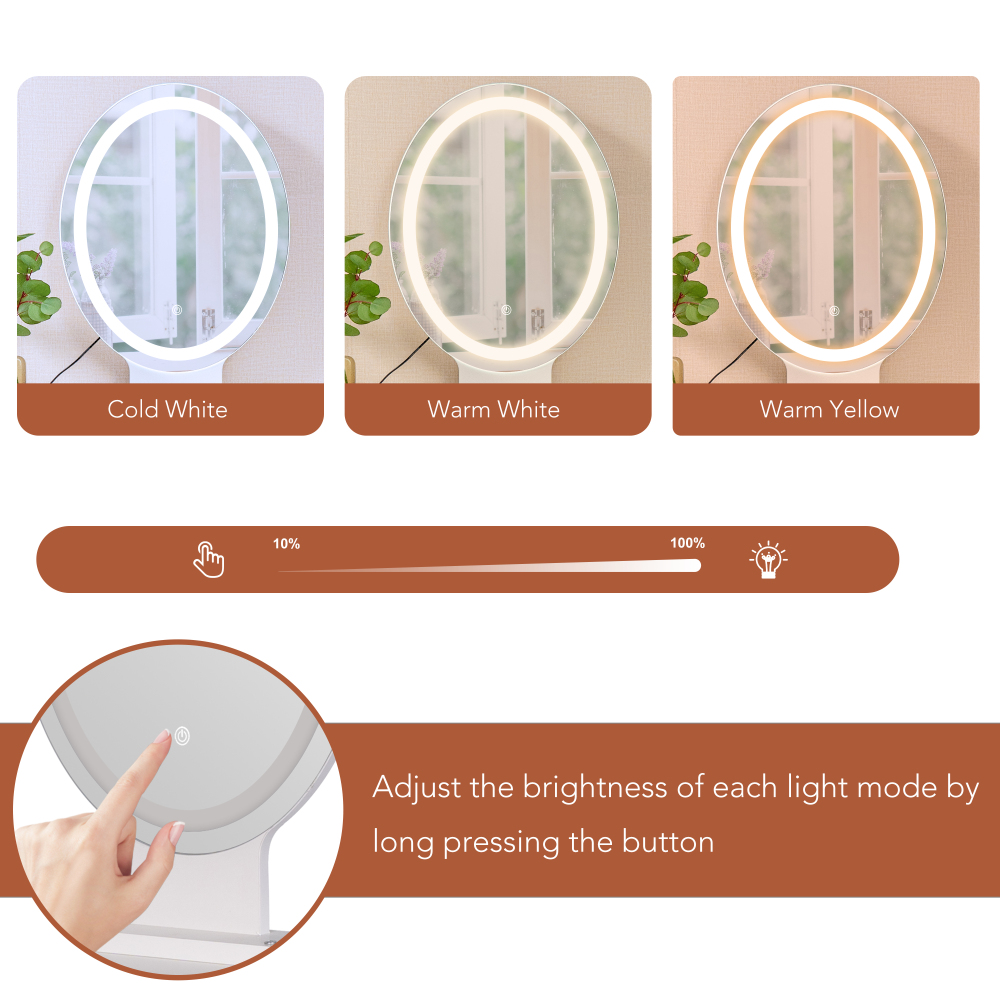 Cold White
Warm White
Warm Yellow
10%
100%
Adjust the brightness of each light mode by
long pressing the button